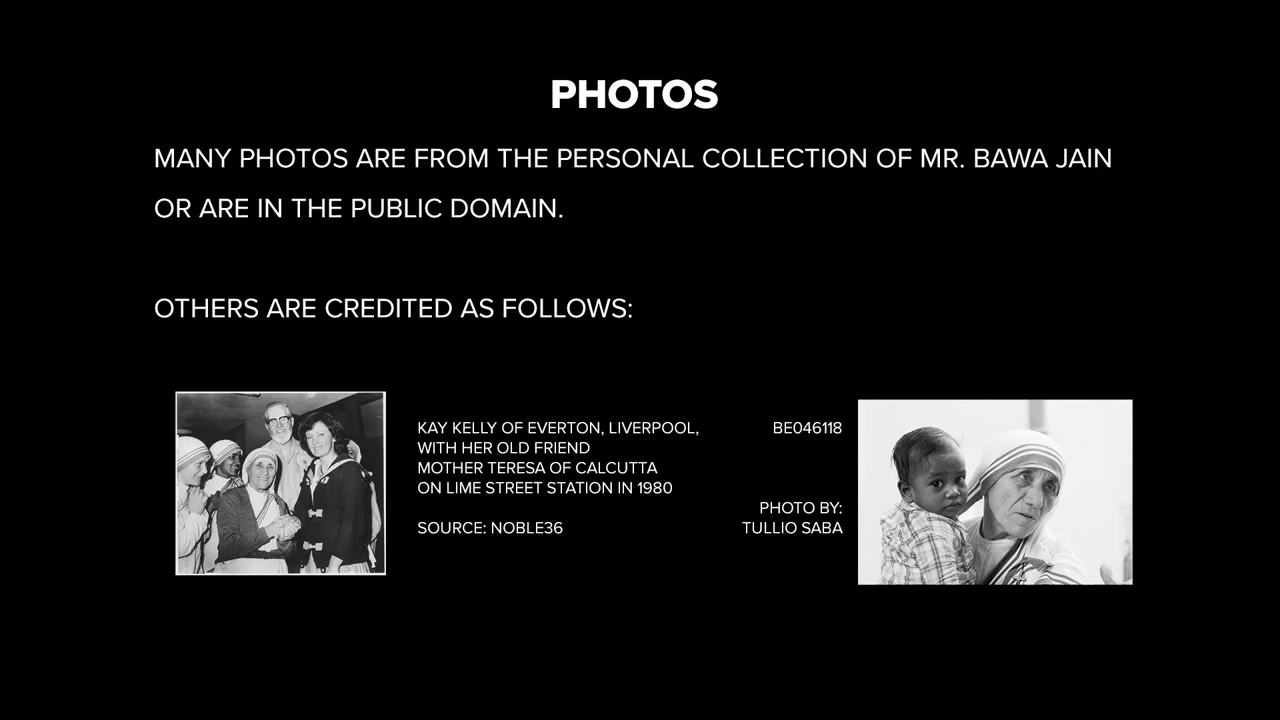 PHOTOS
MANY PHOTOS ARE FROM THE PERSONAL COLLECTION OF MR. BAWA JAIN
OR ARE IN THE PUBLIC DOMAIN.
OTHERS ARE CREDITED AS FOLLOWS:
KAY KELLY OF EVERTON, LIVERPOOL,
WITH HER OLD FRIEND
MOTHER TERESA OF CALCUTTA
ON LIME STREET STATION IN 1980
SOURCE: NOBLE36
BE046118
PHOTO BY:
TULLIO SABA